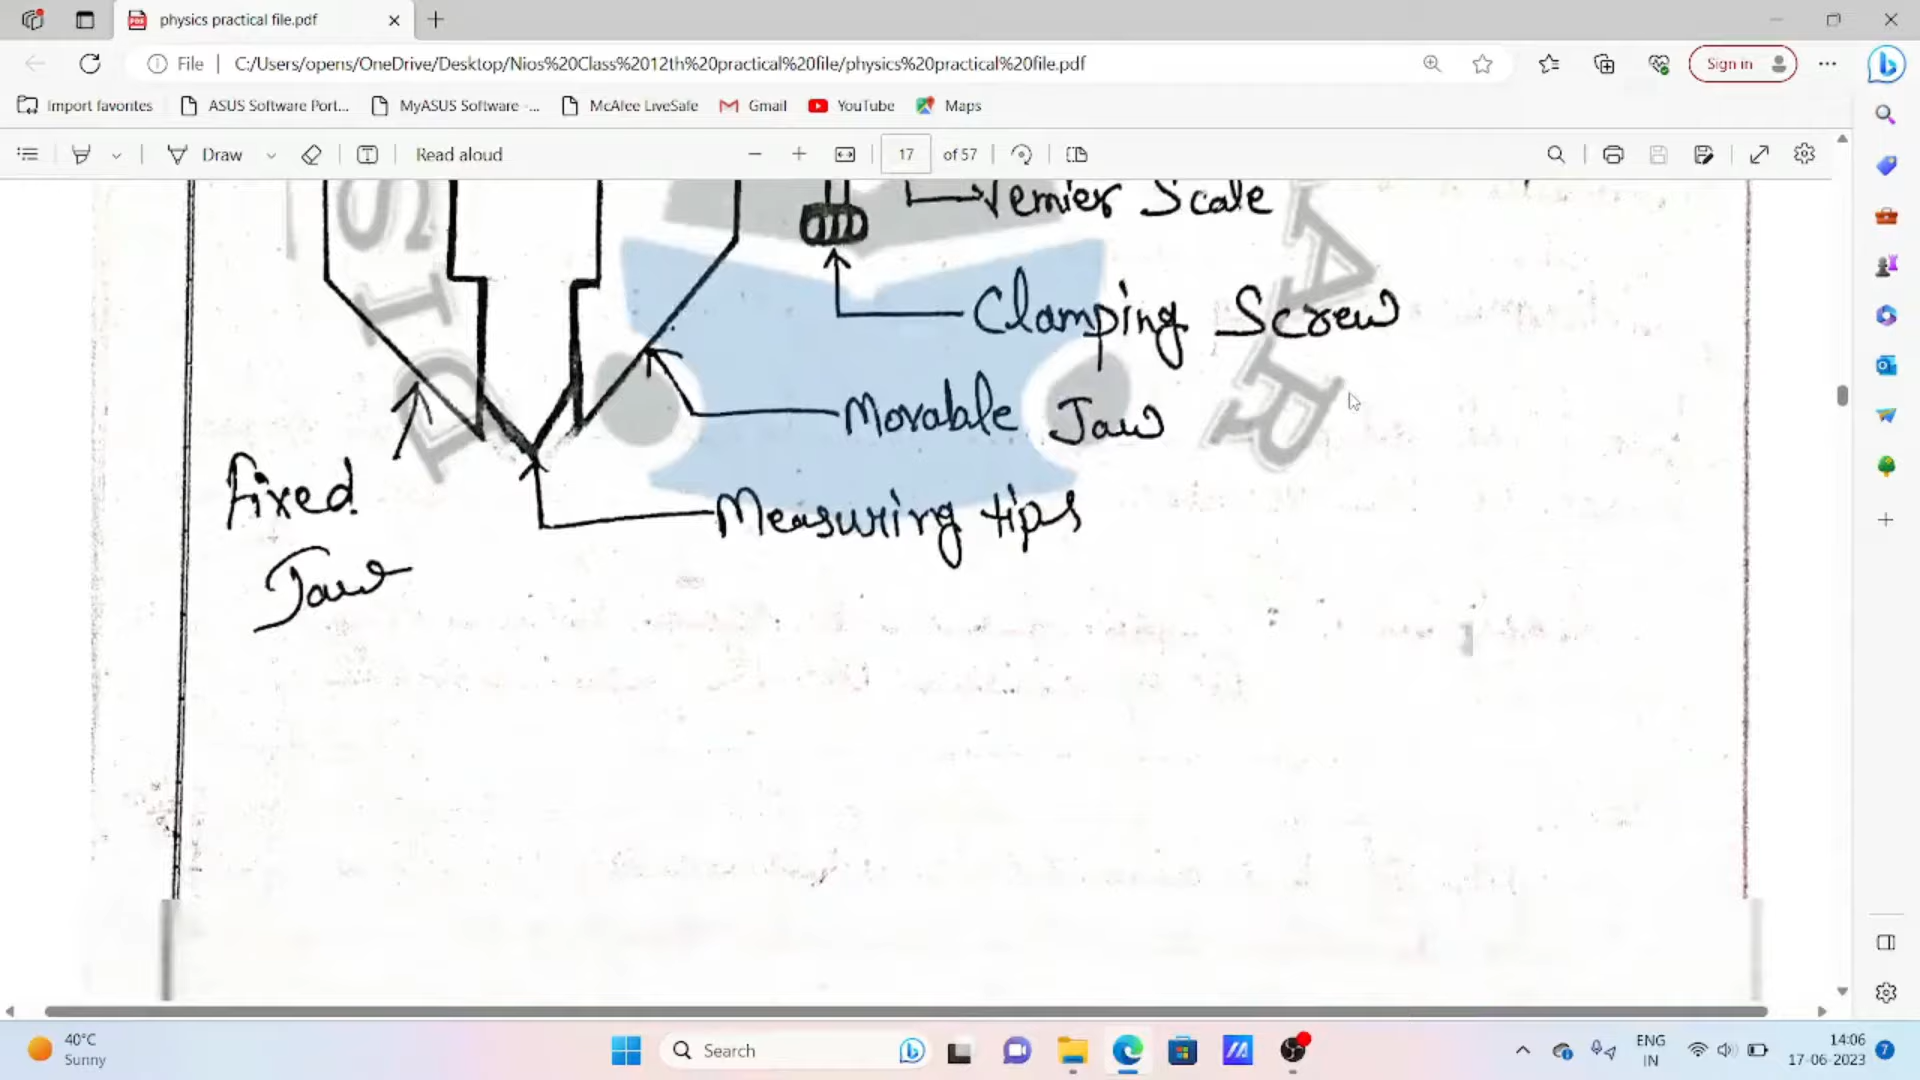 physics practical file.pdf
File
C:/Users/opens/OneDrive/Desktop/Nios%20Class%2012th%20practical%20file/physics%20practical%20file.pdf
Sign in
Import favorites
ASUS Software Port...
MyASUS Software -...
McAfee LiveSafe
Gmail
YouTube
Maps
Draw
Read aloud
17
of 57
Vernier Scale
Clamping Screw
Movable Jaw
Measuring tips
Fixed
Jaw
SID
AR
40°C
Sunny
Search
ENG
IN
14:06
17-06-2023
7